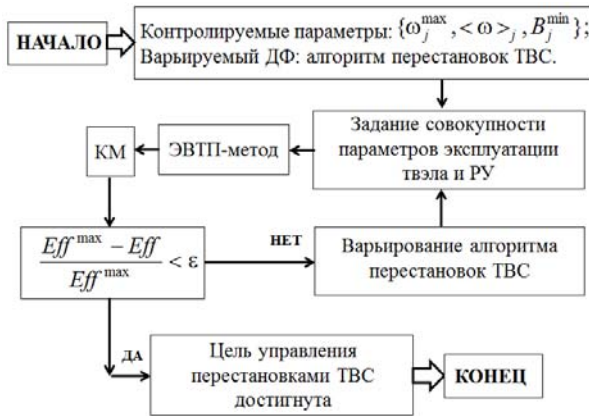 НАЧАЛО
Контролируемые параметры: {ω_j^max, <ω>_j, B_j^min};
Варьируемый ДФ: алгоритм перестановок ТВС.
КМ
ЭВТП-метод
Задание совокупности
параметров эксплуатации
твэла и РУ
(Eff^max − Eff) / Eff^max < ε
НЕТ
Варьирование алгоритма
перестановок ТВС
ДА
Цель управления
перестановками ТВС
достигнута
КОНЕЦ